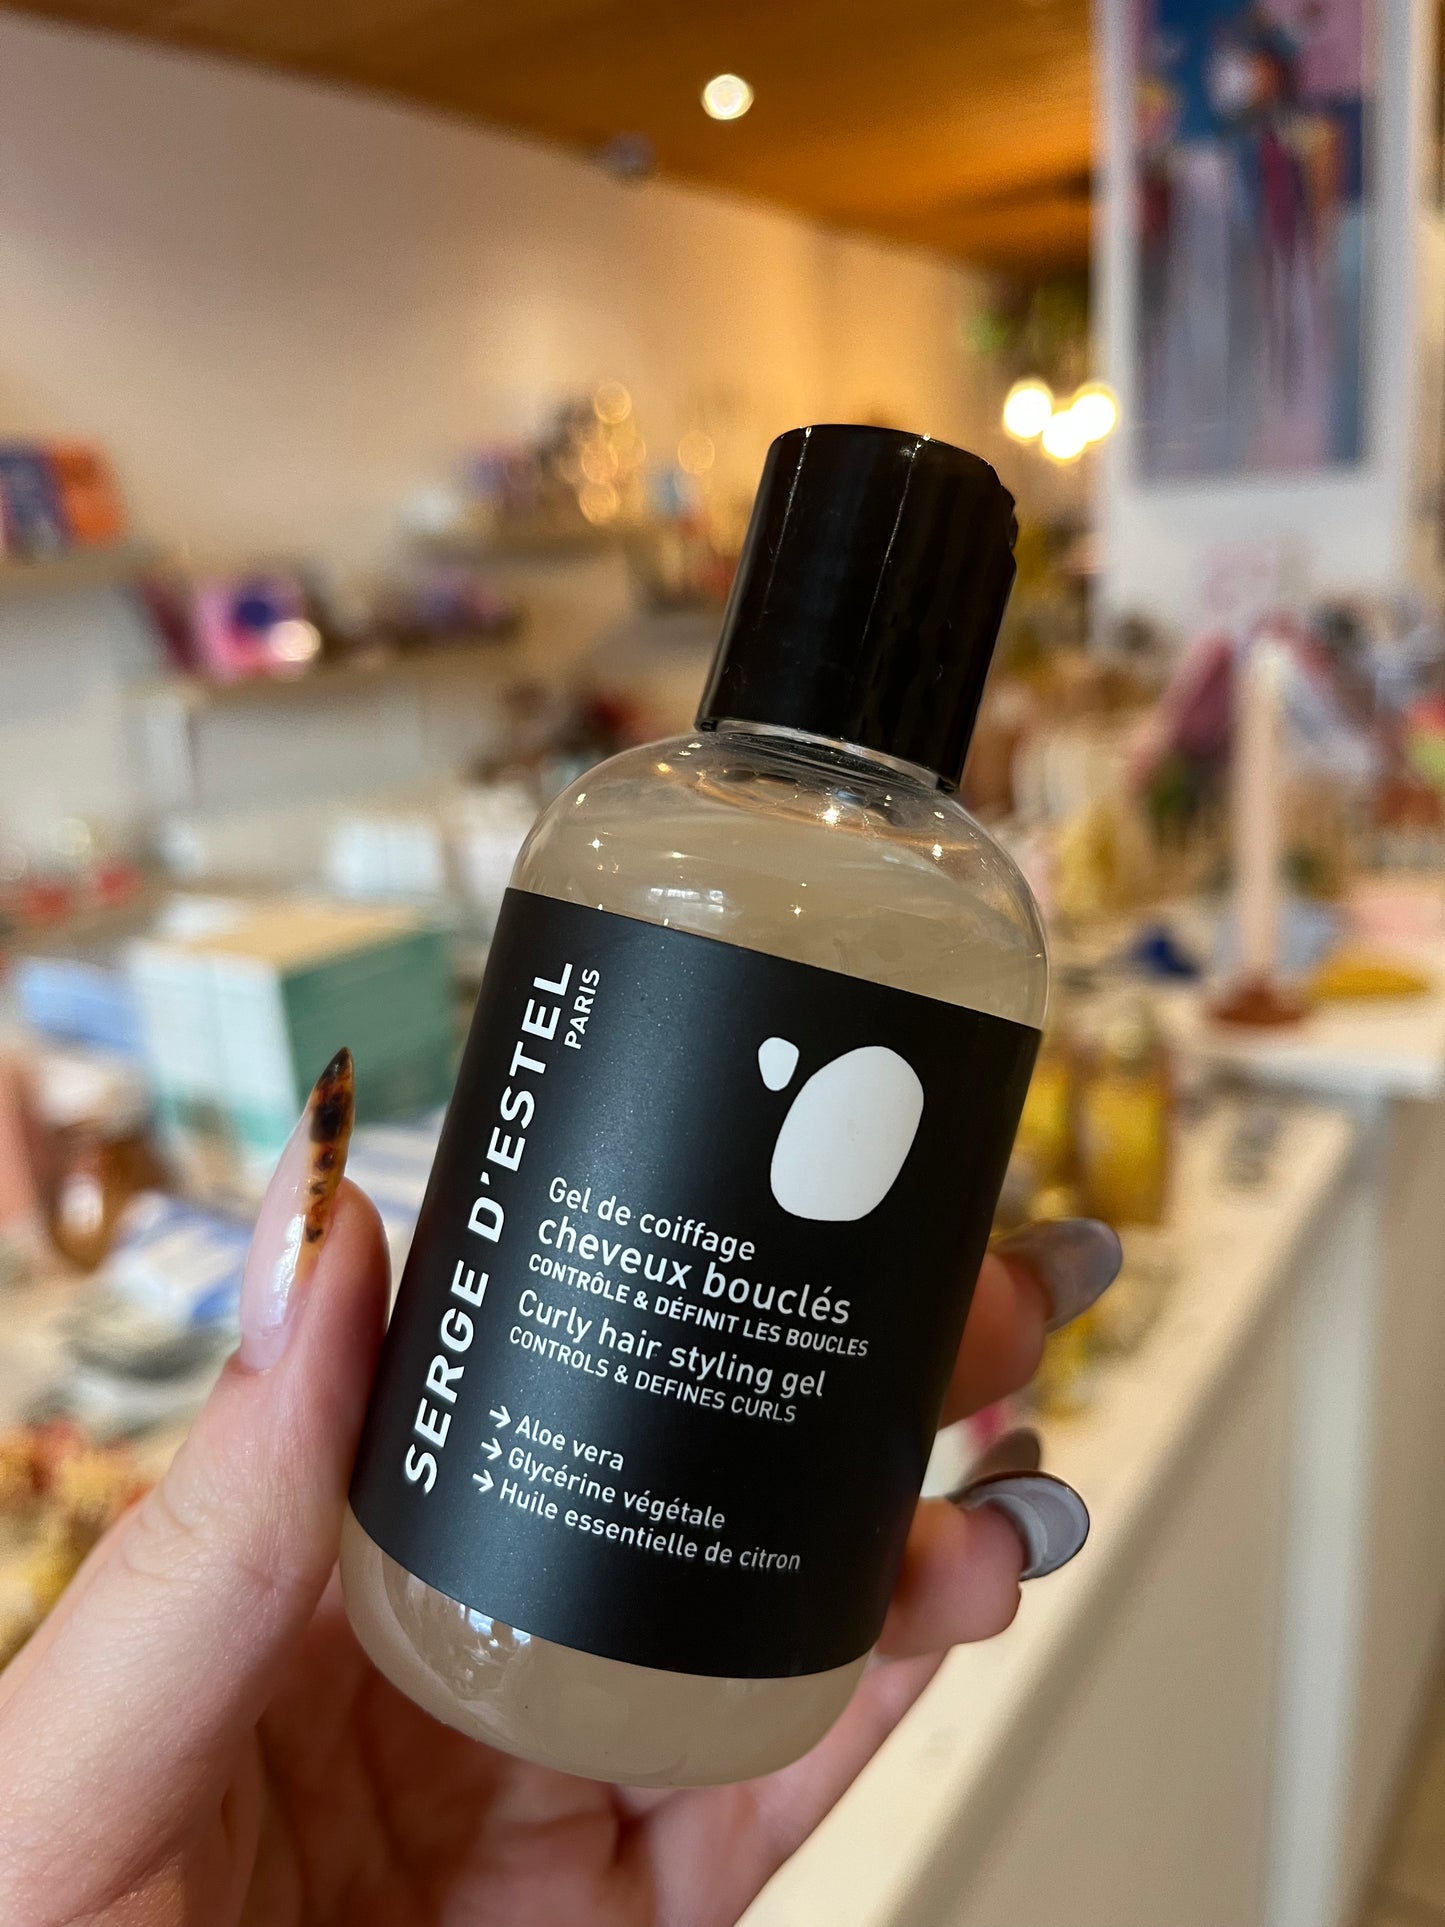 SERGE D'ESTEL
PARIS
Gel de coiffage
cheveux bouclés
CONTRÔLE & DÉFINIT LES BOUCLES
Curly hair styling gel
CONTROLS & DEFINES CURLS
→ Aloe vera
→ Glycérine végétale
→ Huile essentielle de citron